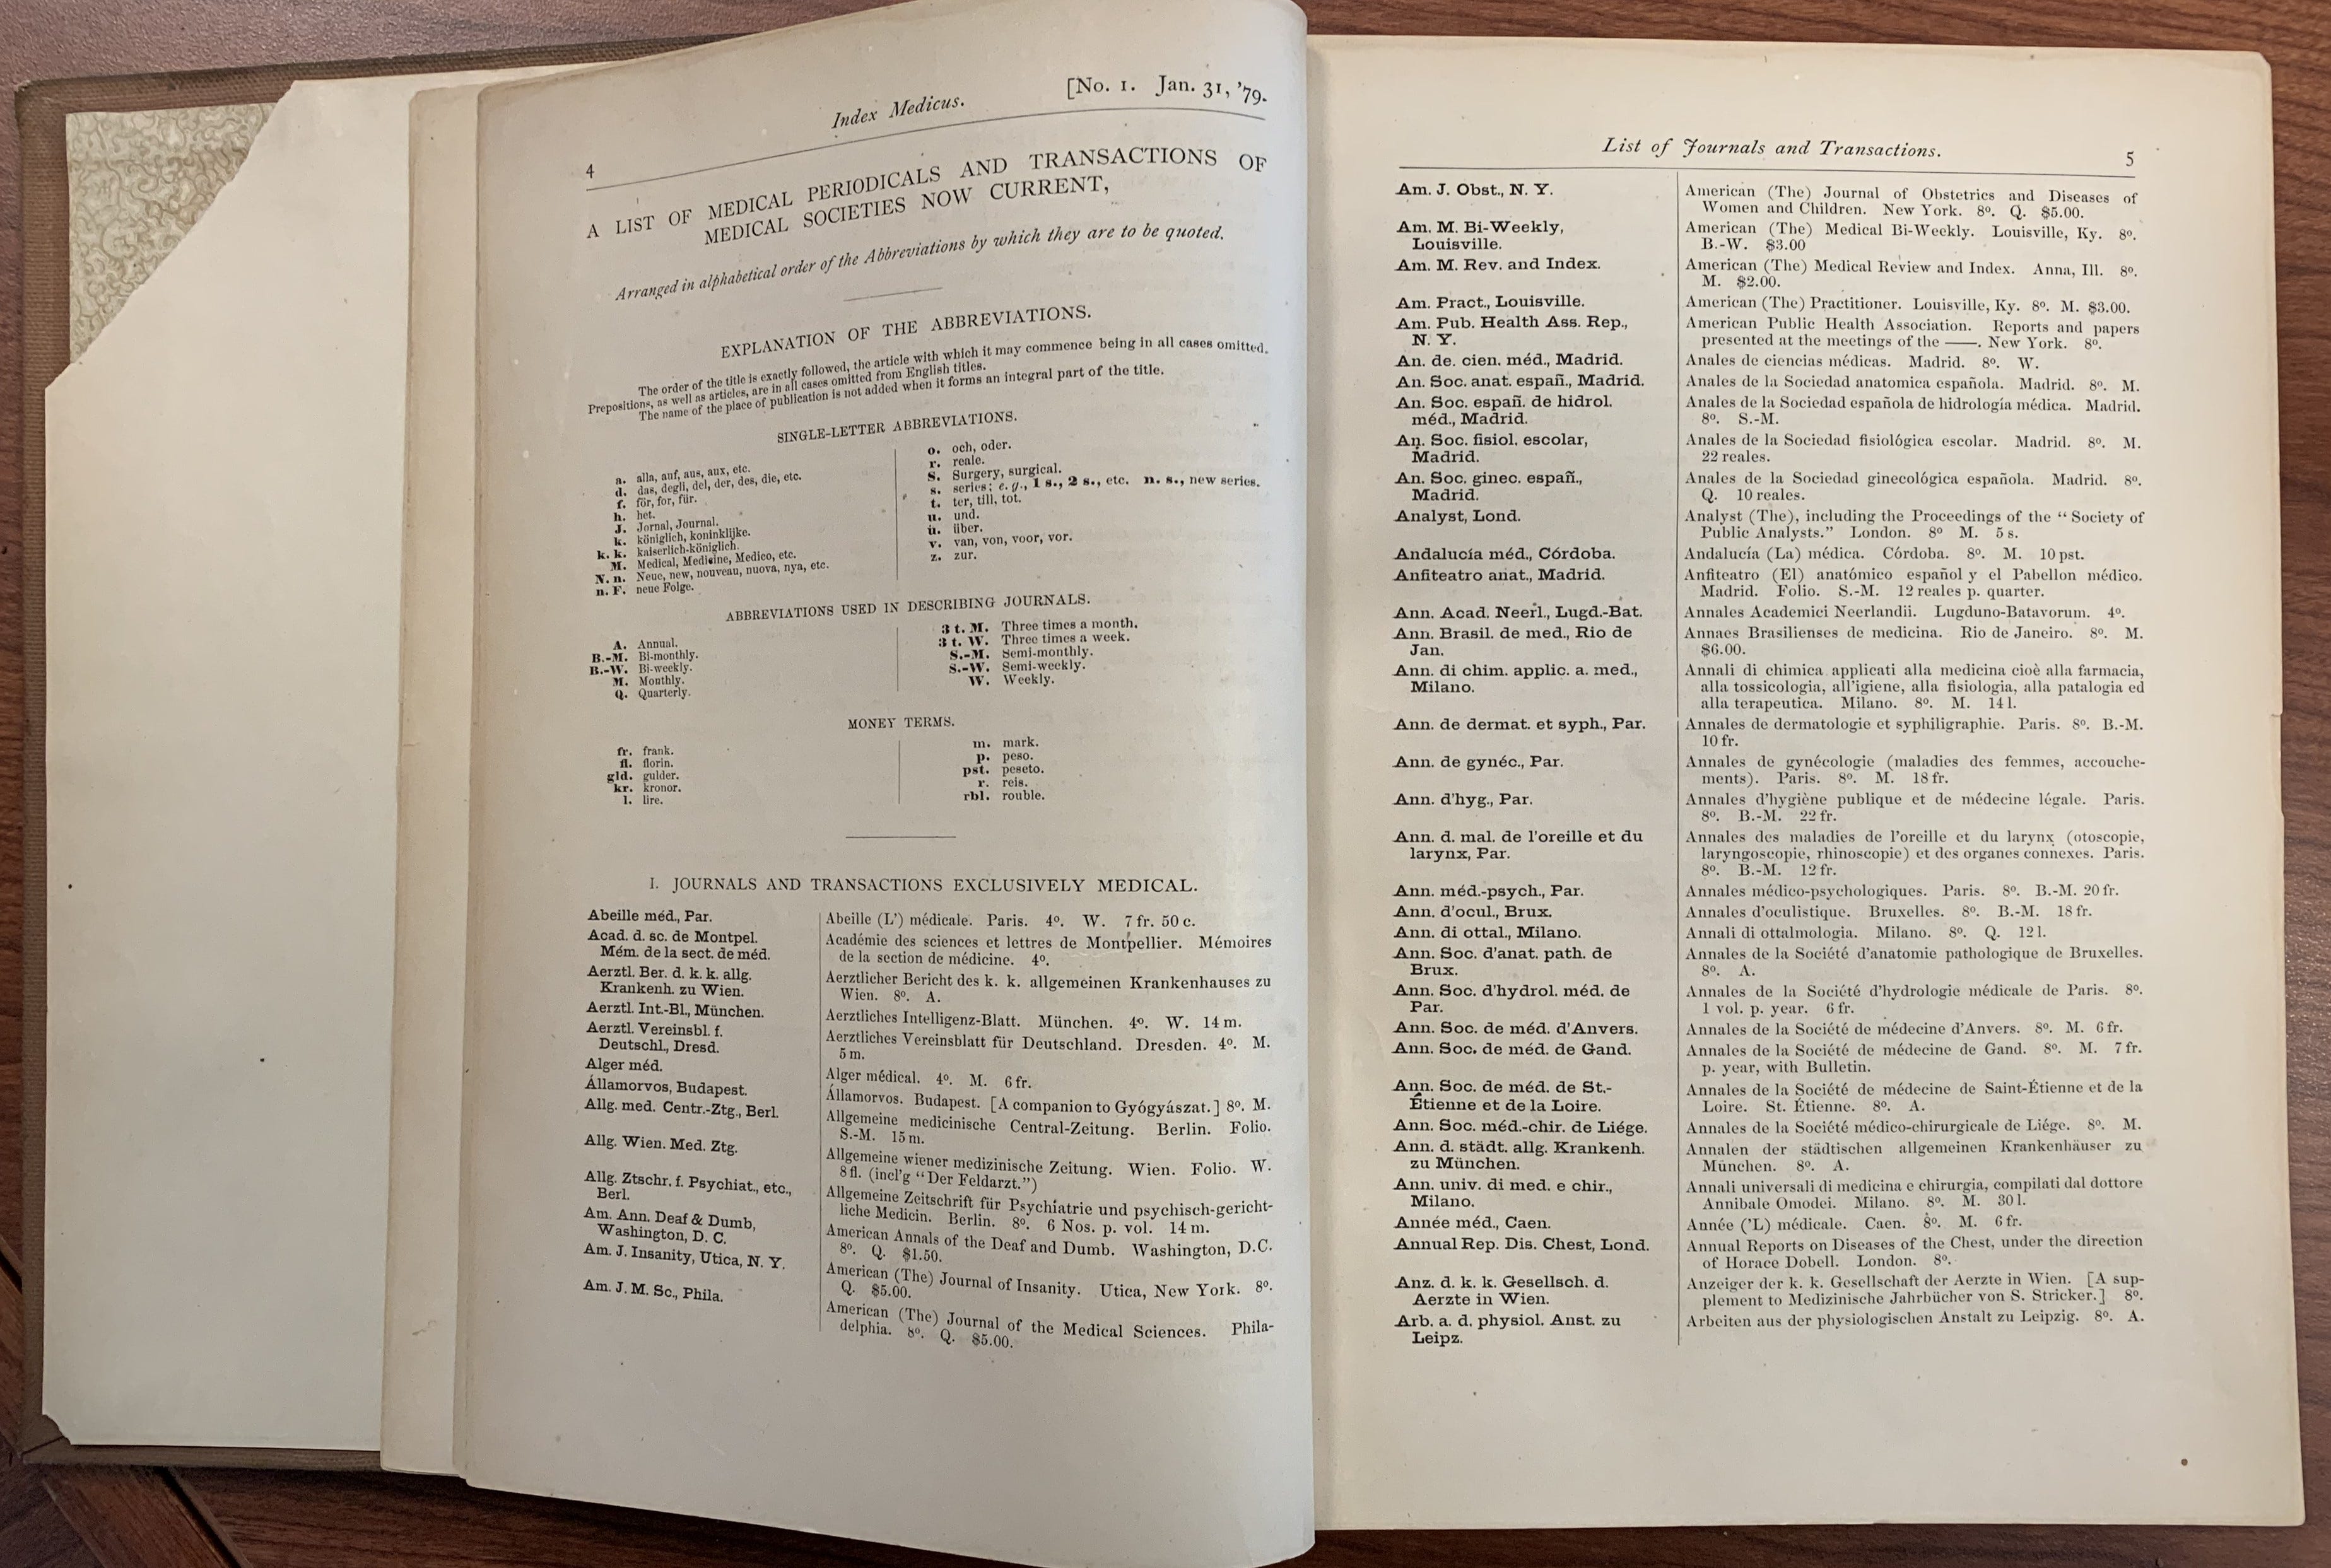 4
Index Medicus.
[No. 1. Jan. 31, '79.
A LIST OF MEDICAL PERIODICALS AND TRANSACTIONS OF
MEDICAL SOCIETIES NOW CURRENT,
Arranged in alphabetical order of the Abbreviations by which they are to be quoted.
EXPLANATION OF THE ABBREVIATIONS.
The order of the title is exactly followed, the article with which it may commence being in all cases omitted.
Prepositions, as well as articles, are in all cases omitted from English titles.
The name of the place of publication is not added when it forms an integral part of the title.
SINGLE-LETTER ABBREVIATIONS.
a. alla, auf, aus, aux, etc.
d. das, degli, del, der, des, die, etc.
f. för, for, für.
h. het.
J. Jornal, Journal.
k. königlich, koninklijke.
k. k. kaiserlich-königlich.
M. Medical, Medicine, Medico, etc.
N. n. Neue, new, nouveau, nuova, nya, etc.
n. F. neue Folge.
o. och, oder.
r. reale.
S. Surgery, surgical.
s. series; e. g., 1 s., 2 s., etc. n. s., new series.
t. ter, till, tot.
u. und.
ü. über.
v. van, von, voor, vor.
z. zur.
ABBREVIATIONS USED IN DESCRIBING JOURNALS.
A. Annual.
B.-M. Bi-monthly.
B.-W. Bi-weekly.
M. Monthly.
Q. Quarterly.
3 t. M. Three times a month.
3 t. W. Three times a week.
S.-M. Semi-monthly.
S.-W. Semi-weekly.
W. Weekly.
MONEY TERMS.
fr. frank.
fl. florin.
gld. gulder.
kr. kronor.
l. lire.
m. mark.
p. peso.
pst. peseto.
r. reis.
rbl. rouble.
I. JOURNALS AND TRANSACTIONS EXCLUSIVELY MEDICAL.
Abeille méd., Par.
Abeille (L') médicale. Paris. 4º. W. 7 fr. 50 c.
Acad. d. sc. de Montpel.
Mém. de la sect. de méd.
Académie des sciences et lettres de Montpellier. Mémoires
de la section de médicine. 4º.
Aerztl. Ber. d. k. k. allg.
Krankenh. zu Wien.
Aerztlicher Bericht des k. k. allgemeinen Krankenhauses zu
Wien. 8º. A.
Aerztl. Int.-Bl., München.
Aerztliches Intelligenz-Blatt. München. 4º. W. 14 m.
Aerztl. Vereinsbl. f.
Deutschl., Dresd.
Aerztliches Vereinsblatt für Deutschland. Dresden. 4º. M.
5 m.
Alger méd.
Alger médical. 4º. M. 6 fr.
Államorvos, Budapest.
Államorvos. Budapest. [A companion to Gyógyászat.] 8º. M.
Allg. med. Centr.-Ztg., Berl.
Allgemeine medicinische Central-Zeitung. Berlin. Folio.
S.-M. 15 m.
Allg. Wien. Med. Ztg.
Allgemeine wiener medizinische Zeitung. Wien. Folio. W.
8 fl. (incl'g "Der Feldarzt.")
Allg. Ztschr. f. Psychiat., etc.,
Berl.
Allgemeine Zeitschrift für Psychiatrie und psychisch-gericht-
liche Medicin. Berlin. 8º. 6 Nos. p. vol. 14 m.
Am. Ann. Deaf & Dumb,
Washington, D. C.
American Annals of the Deaf and Dumb. Washington, D.C.
8º. Q. $1.50.
Am. J. Insanity, Utica, N. Y.
American (The) Journal of Insanity. Utica, New York. 8º.
Q. $5.00.
Am. J. M. Sc., Phila.
American (The) Journal of the Medical Sciences. Phila-
delphia. 8º. Q. $5.00.
List of Journals and Transactions.
5
Am. J. Obst., N. Y.
American (The) Journal of Obstetrics and Diseases of
Women and Children. New York. 8º. Q. $5.00.
Am. M. Bi-Weekly,
Louisville.
American (The) Medical Bi-Weekly. Louisville, Ky. 8º.
B.-W. $3.00
Am. M. Rev. and Index.
American (The) Medical Review and Index. Anna, Ill. 8º.
M. $2.00.
Am. Pract., Louisville.
American (The) Practitioner. Louisville, Ky. 8º. M. $3.00.
Am. Pub. Health Ass. Rep.,
N. Y.
American Public Health Association. Reports and papers
presented at the meetings of the ——. New York. 8º.
An. de. cien. méd., Madrid.
Anales de ciencias médicas. Madrid. 8º. W.
An. Soc. anat. españ., Madrid.
Anales de la Sociedad anatomica española. Madrid. 8º. M.
An. Soc. españ. de hidrol.
méd., Madrid.
Anales de la Sociedad española de hidrología médica. Madrid.
8º. S.-M.
An. Soc. fisiol. escolar,
Madrid.
Anales de la Sociedad fisiológica escolar. Madrid. 8º. M.
22 reales.
An. Soc. ginec. españ.,
Madrid.
Anales de la Sociedad ginecológica española. Madrid. 8º.
Q. 10 reales.
Analyst, Lond.
Analyst (The), including the Proceedings of the "Society of
Public Analysts." London. 8º M. 5 s.
Andalucía méd., Córdoba.
Andalucía (La) médica. Córdoba. 8º. M. 10 pst.
Anfiteatro anat., Madrid.
Anfiteatro (El) anatómico español y el Pabellon médico.
Madrid. Folio. S.-M. 12 reales p. quarter.
Ann. Acad. Neerl., Lugd.-Bat.
Annales Academici Neerlandii. Lugduno-Batavorum. 4º.
Ann. Brasil. de med., Rio de
Jan.
Annaes Brasilienses de medicina. Rio de Janeiro. 8º. M.
$6.00.
Ann. di chim. applic. a. med.,
Milano.
Annali di chimica applicati alla medicina cioè alla farmacia,
alla tossicologia, all'igiene, alla fisiologia, alla patalogia ed
alla terapeutica. Milano. 8º. M. 14 l.
Ann. de dermat. et syph., Par.
Annales de dermatologie et syphiligraphie. Paris. 8º. B.-M.
10 fr.
Ann. de gynéc., Par.
Annales de gynécologie (maladies des femmes, accouche-
ments). Paris. 8º. M. 18 fr.
Ann. d'hyg., Par.
Annales d'hygiène publique et de médecine légale. Paris.
8º. B.-M. 22 fr.
Ann. d. mal. de l'oreille et du
larynx, Par.
Annales des maladies de l'oreille et du larynx (otoscopie,
laryngoscopie, rhinoscopie) et des organes connexes. Paris.
8º. B.-M. 12 fr.
Ann. méd.-psych., Par.
Annales médico-psychologiques. Paris. 8º. B.-M. 20 fr.
Ann. d'ocul., Brux.
Annales d'oculistique. Bruxelles. 8º. B.-M. 18 fr.
Ann. di ottal., Milano.
Annali di ottalmologia. Milano. 8º. Q. 12 l.
Ann. Soc. d'anat. path. de
Brux.
Annales de la Société d'anatomie pathologique de Bruxelles.
8º. A.
Ann. Soc. d'hydrol. méd. de
Par.
Annales de la Société d'hydrologie médicale de Paris. 8º.
1 vol. p. year. 6 fr.
Ann. Soc. de méd. d'Anvers.
Annales de la Société de médecine d'Anvers. 8º. M. 6 fr.
Ann. Soc. de méd. de Gand.
Annales de la Société de médecine de Gand. 8º. M. 7 fr.
p. year, with Bulletin.
Ann. Soc. de méd. de St.-
Étienne et de la Loire.
Annales de la Société de médecine de Saint-Étienne et de la
Loire. St. Étienne. 8º. A.
Ann. Soc. méd.-chir. de Liége.
Annales de la Société médico-chirurgicale de Liége. 8º. M.
Ann. d. städt. allg. Krankenh.
zu München.
Annalen der städtischen allgemeinen Krankenhäuser zu
München. 8º. A.
Ann. univ. di med. e chir.,
Milano.
Annali universali di medicina e chirurgia, compilati dal dottore
Annibale Omodei. Milano. 8º. M. 30 l.
Année méd., Caen.
Année ('L) médicale. Caen. 8º. M. 6 fr.
Annual Rep. Dis. Chest, Lond.
Annual Reports on Diseases of the Chest, under the direction
of Horace Dobell. London. 8º.
Anz. d. k. k. Gesellsch. d.
Aerzte in Wien.
Anzeiger der k. k. Gesellschaft der Aerzte in Wien. [A sup-
plement to Medizinische Jahrbücher von S. Stricker.] 8º.
Arb. a. d. physiol. Anst. zu
Leipz.
Arbeiten aus der physiologischen Anstalt zu Leipzig. 8º. A.